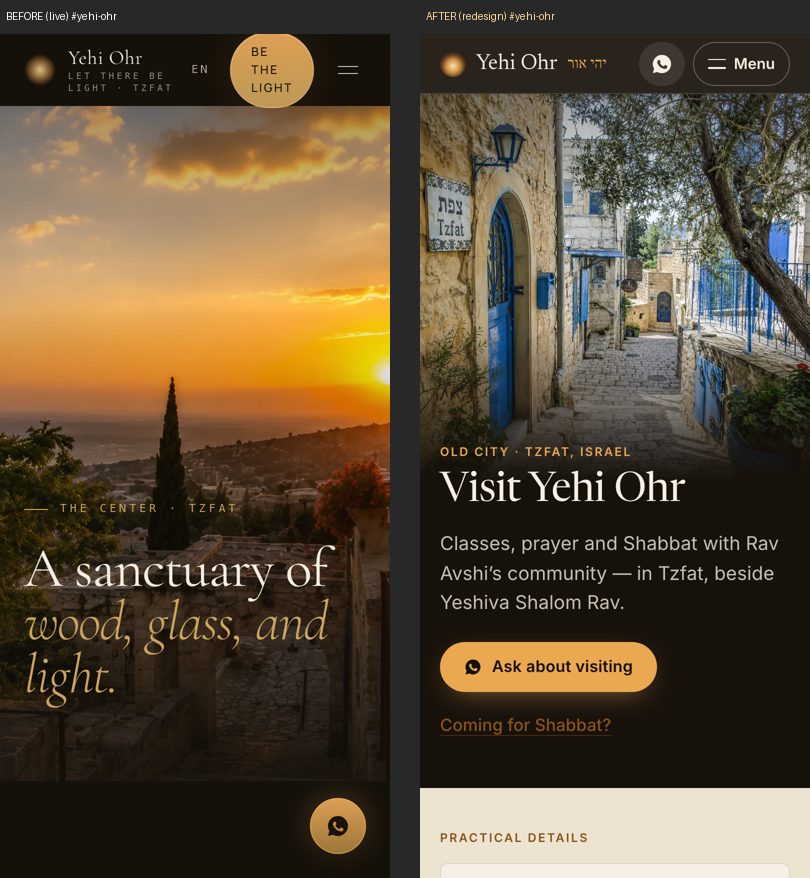 BEFORE (live) #yehi-ohr
Yehi Ohr
LET THERE BE
LIGHT · TZFAT
EN
BE
THE
LIGHT
THE CENTER · TZFAT
A sanctuary of
wood, glass, and
light.
AFTER (redesign) #yehi-ohr
Yehi Ohr יהי אור
Menu
צפת
Tzfat
OLD CITY · TZFAT, ISRAEL
Visit Yehi Ohr
Classes, prayer and Shabbat with Rav
Avshi’s community — in Tzfat, beside
Yeshiva Shalom Rav.
Ask about visiting
Coming for Shabbat?
PRACTICAL DETAILS